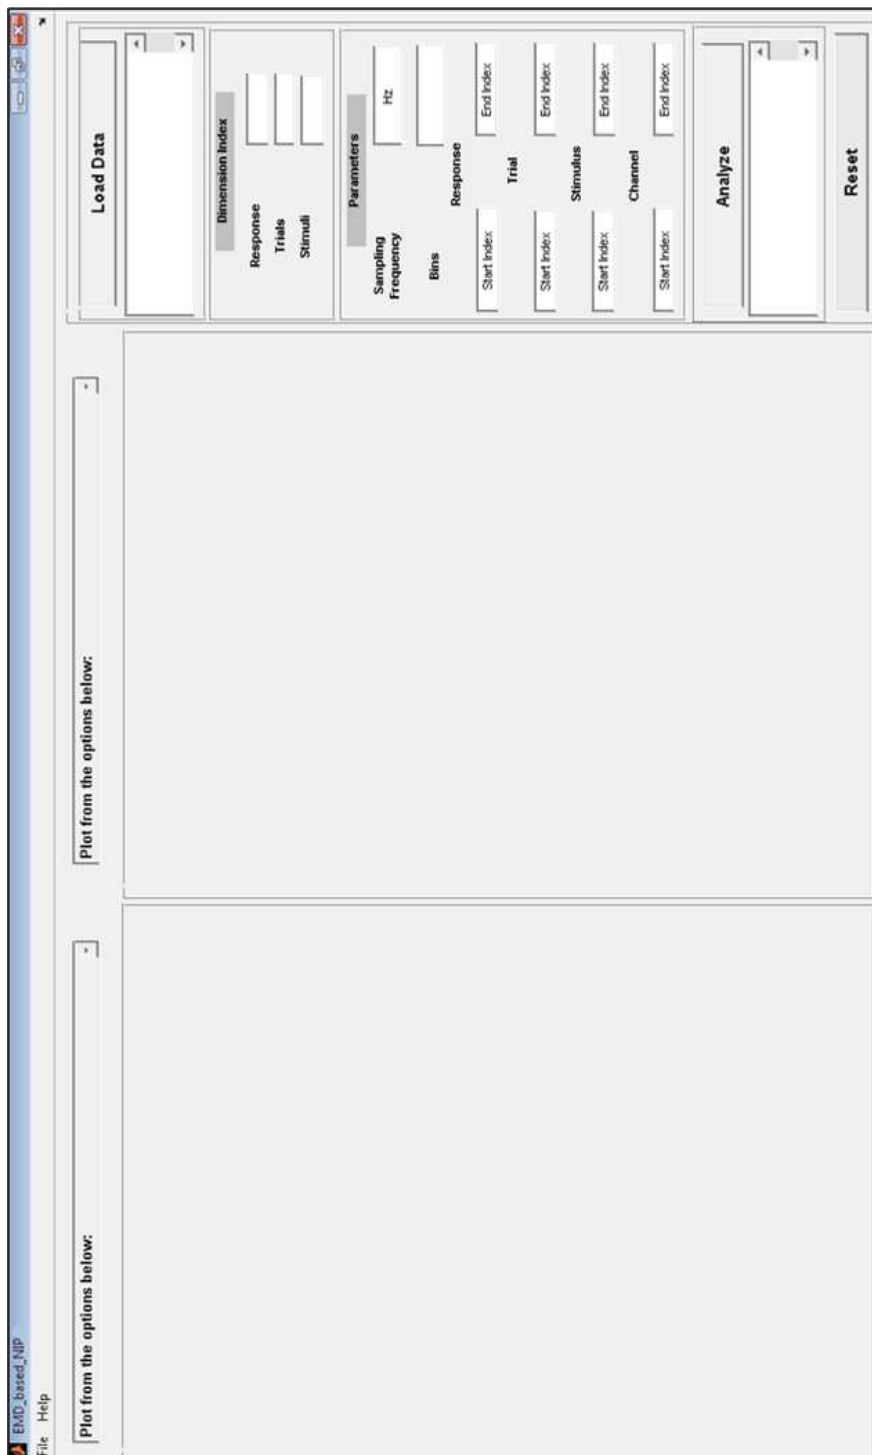 EMD_based_NIP
File Help
Plot from the options below:
Plot from the options below:
Load Data
Dimension Index
Response
Trials
Stimuli
Parameters
Sampling
Frequency
Hz
Bins
Response
Start Index
End Index
Trial
Start Index
End Index
Stimulus
Start Index
End Index
Channel
Start Index
End Index
Analyze
Reset